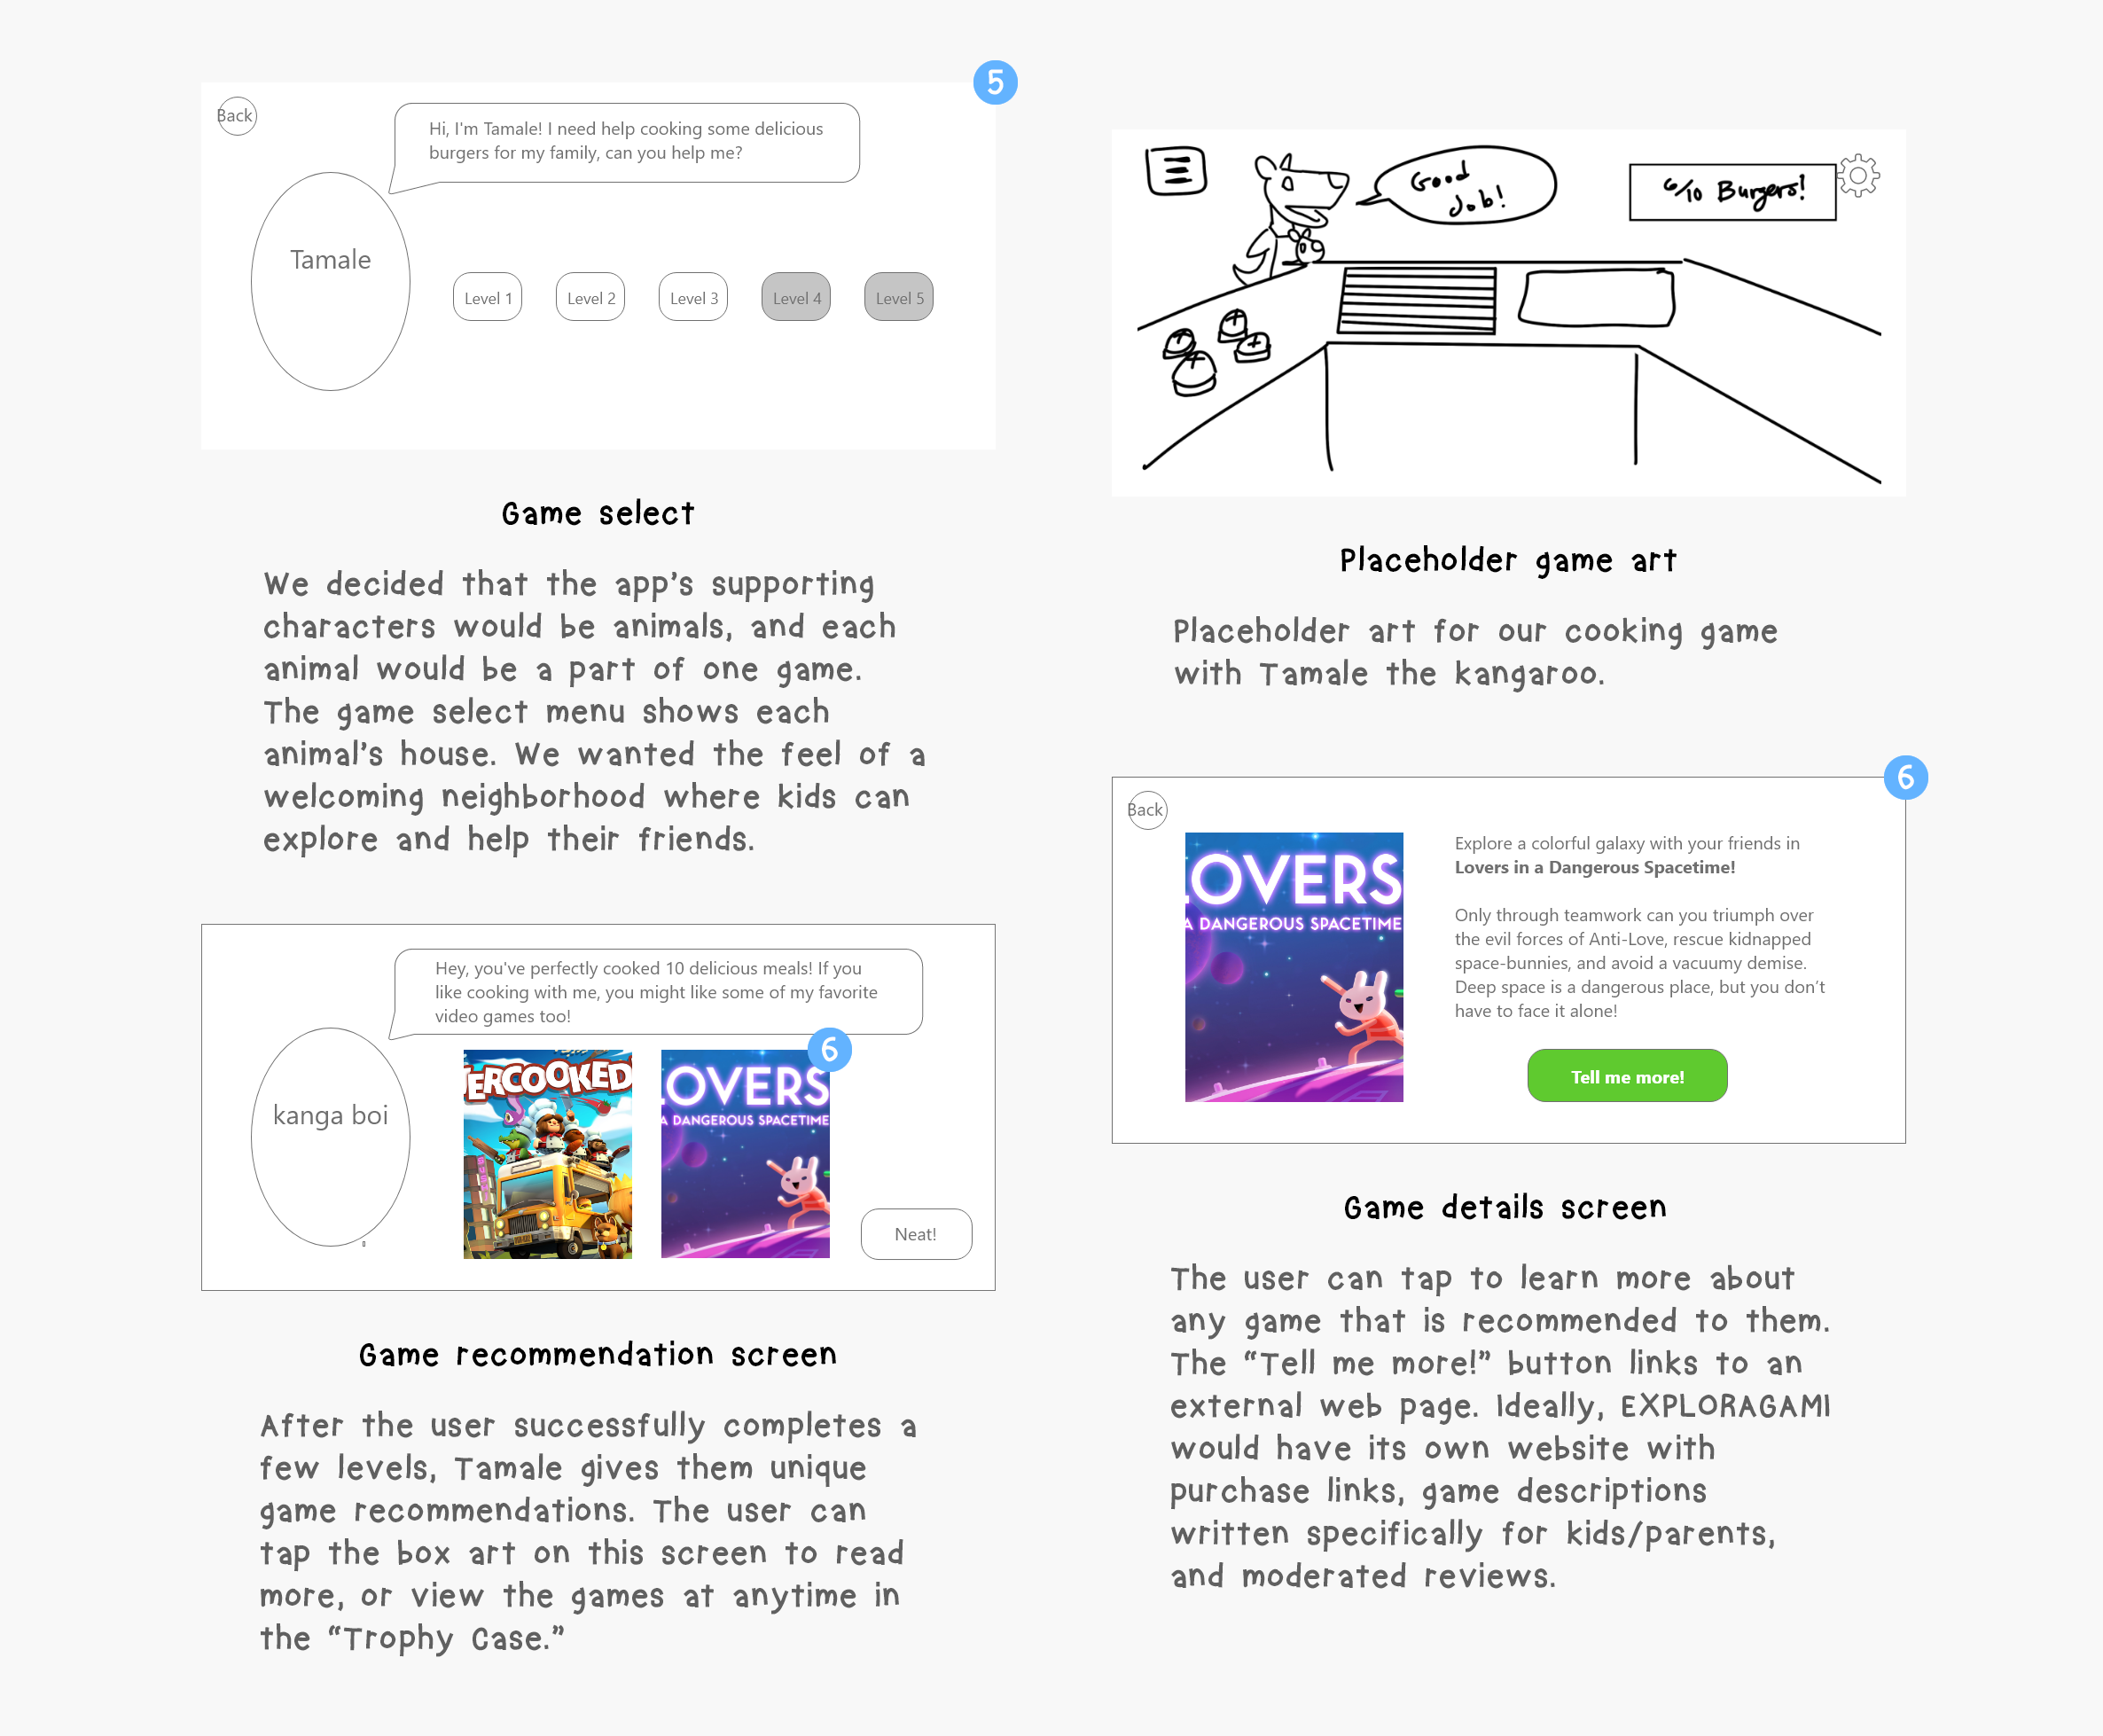 5
Back
Hi, I'm Tamale! I need help cooking some delicious
burgers for my family, can you help me?
Tamale
Level 1
Level 2
Level 3
Level 4
Level 5
Game select
We decided that the app's supporting
characters would be animals, and each
animal would be a part of one game.
The game select menu shows each
animal's house. We wanted the feel of a
welcoming neighborhood where kids can
explore and help their friends.
Hey, you've perfectly cooked 10 delicious meals! If you
like cooking with me, you might like some of my favorite
video games too!
6
kanga boi
ERCOOKED
OVERS
A DANGEROUS SPACETIME
Neat!
Game recommendation screen
After the user successfully completes a
few levels, Tamale gives them unique
game recommendations. The user can
tap the box art on this screen to read
more, or view the games at anytime in
the “Trophy Case.”
Good
Job!
6/10 Burgers!
Placeholder game art
Placeholder art for our cooking game
with Tamale the kangaroo.
6
Back
LOVERS
A DANGEROUS SPACETIME
Explore a colorful galaxy with your friends in
Lovers in a Dangerous Spacetime!
Only through teamwork can you triumph over
the evil forces of Anti-Love, rescue kidnapped
space-bunnies, and avoid a vacuumy demise.
Deep space is a dangerous place, but you don’t
have to face it alone!
Tell me more!
Game details screen
The user can tap to learn more about
any game that is recommended to them.
The “Tell me more!” button links to an
external web page. Ideally, EXPLORAGAMI
would have its own website with
purchase links, game descriptions
written specifically for kids/parents,
and moderated reviews.